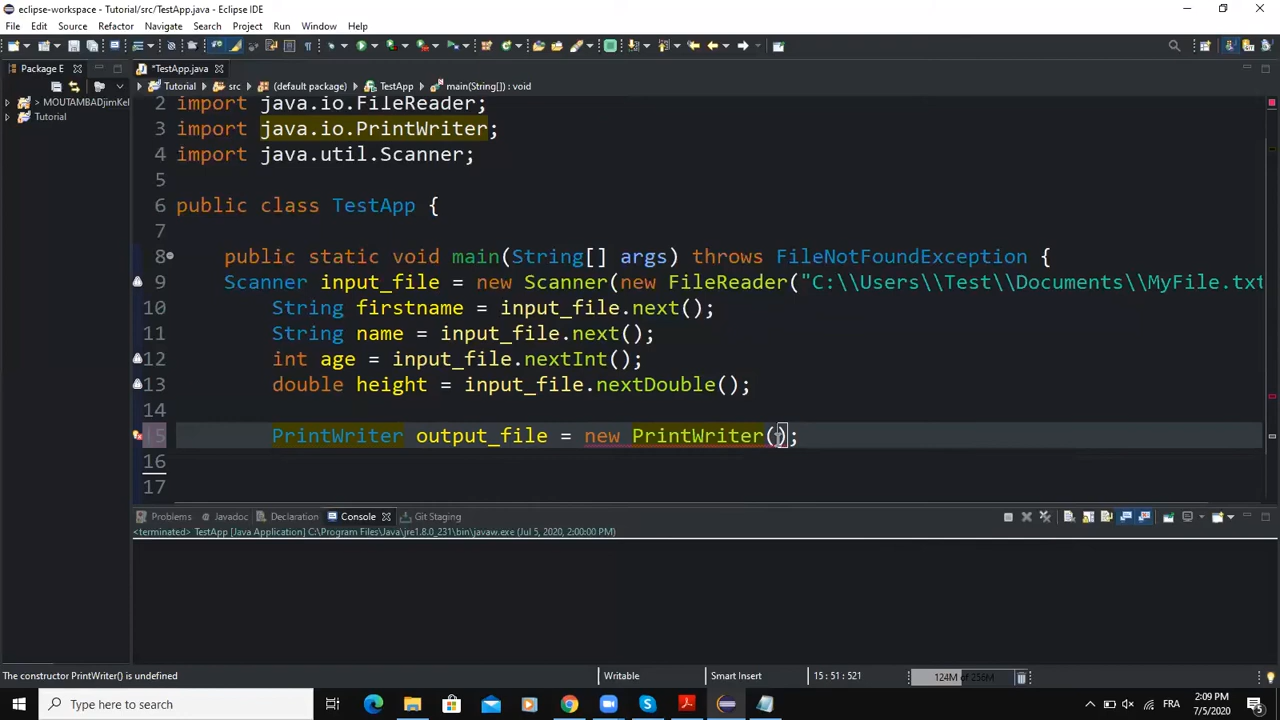 eclipse-workspace - Tutorial/src/TestApp.java - Eclipse IDE
File Edit Source Refactor Navigate Search Project Run Window Help
Package E
*TestApp.java
Tutorial src (default package) TestApp main(String[]) : void
> MOUTAMBADjimKel
Tutorial
2 import java.io.FileReader;
3 import java.io.PrintWriter;
4 import java.util.Scanner;
5
6 public class TestApp {
7
8 public static void main(String[] args) throws FileNotFoundException {
9 Scanner input_file = new Scanner(new FileReader("C:\\Users\\Test\\Documents\\MyFile.txt
10 String firstname = input_file.next();
11 String name = input_file.next();
12 int age = input_file.nextInt();
13 double height = input_file.nextDouble();
14
15 PrintWriter output_file = new PrintWriter();
16
17
Problems Javadoc Declaration Console Git Staging
<terminated> TestApp [Java Application] C:\Program Files\Java\jre1.8.0_231\bin\javaw.exe (Jul 5, 2020, 2:00:00 PM)
The constructor PrintWriter() is undefined
Writable
Smart Insert
15 : 51 : 521
124M of 256M
Type here to search
FRA
2:09 PM
7/5/2020
5